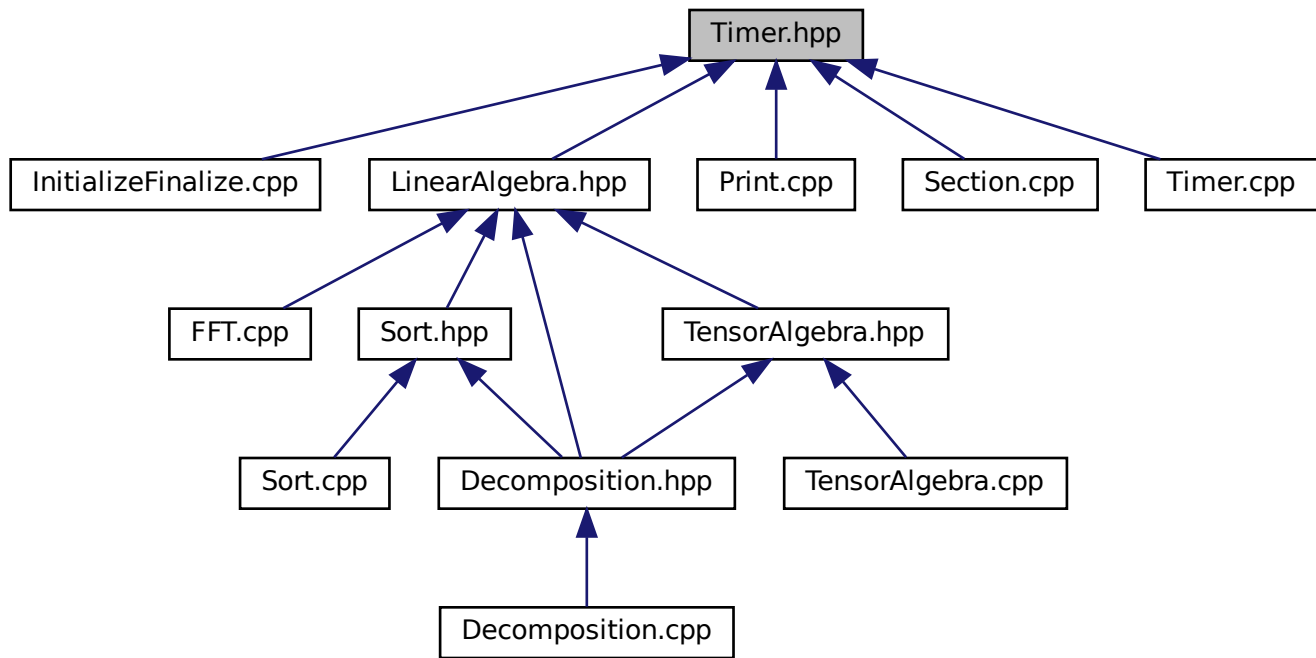 Timer.hpp
InitializeFinalize.cpp
LinearAlgebra.hpp
Print.cpp
Section.cpp
Timer.cpp
FFT.cpp
Sort.hpp
TensorAlgebra.hpp
Sort.cpp
Decomposition.hpp
TensorAlgebra.cpp
Decomposition.cpp